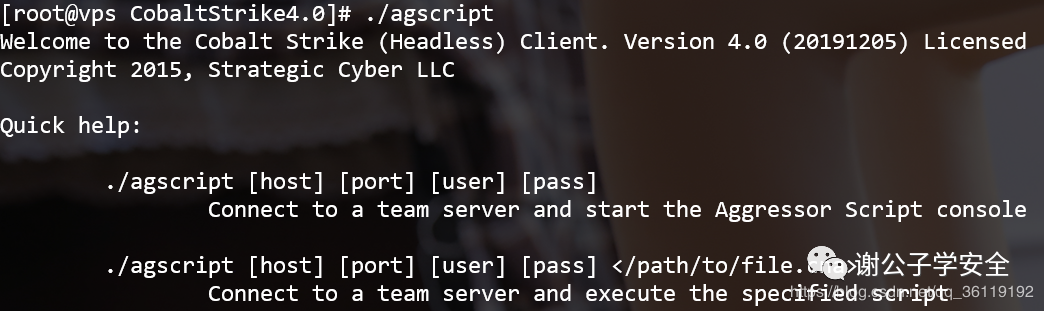 [root@vps CobaltStrike4.0]# ./agscript
Welcome to the Cobalt Strike (Headless) Client. Version 4.0 (20191205) Licensed
Copyright 2015, Strategic Cyber LLC
Quick help:
./agscript [host] [port] [user] [pass]
Connect to a team server and start the Aggressor Script console
./agscript [host] [port] [user] [pass] </path/to/file.cna>
谢公子学安全
Connect to a team server and execute the specified script
https://blog.csdn.net/qq_36119192